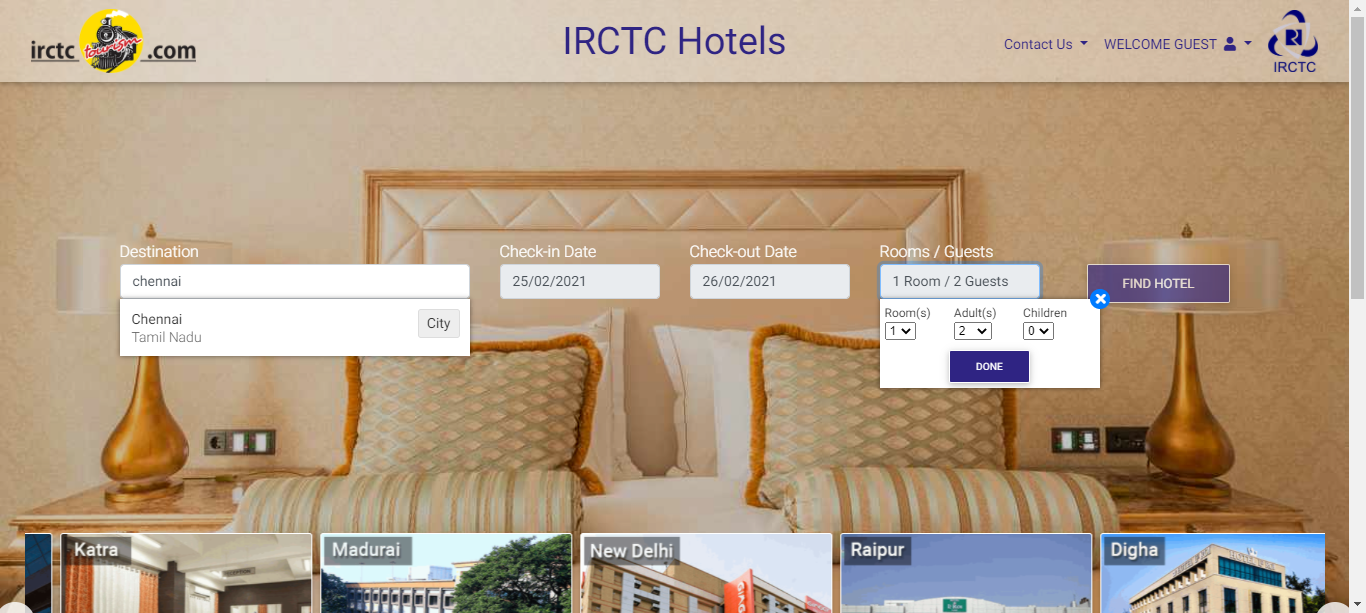 irctc tourism .com
IRCTC Hotels
Contact Us
WELCOME GUEST
IRCTC
Destination
Check-in Date
Check-out Date
Rooms / Guests
chennai
25/02/2021
26/02/2021
1 Room / 2 Guests
FIND HOTEL
Chennai
Tamil Nadu
City
Room(s)
Adult(s)
Children
1
2
0
DONE
Katra
Madurai
New Delhi
Raipur
Digha